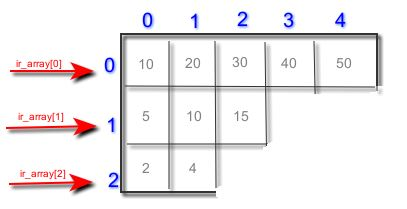 0 1 2 3 4
ir_array[0] 0 10 20 30 40 50
ir_array[1] 1 5 10 15
ir_array[2] 2 2 4